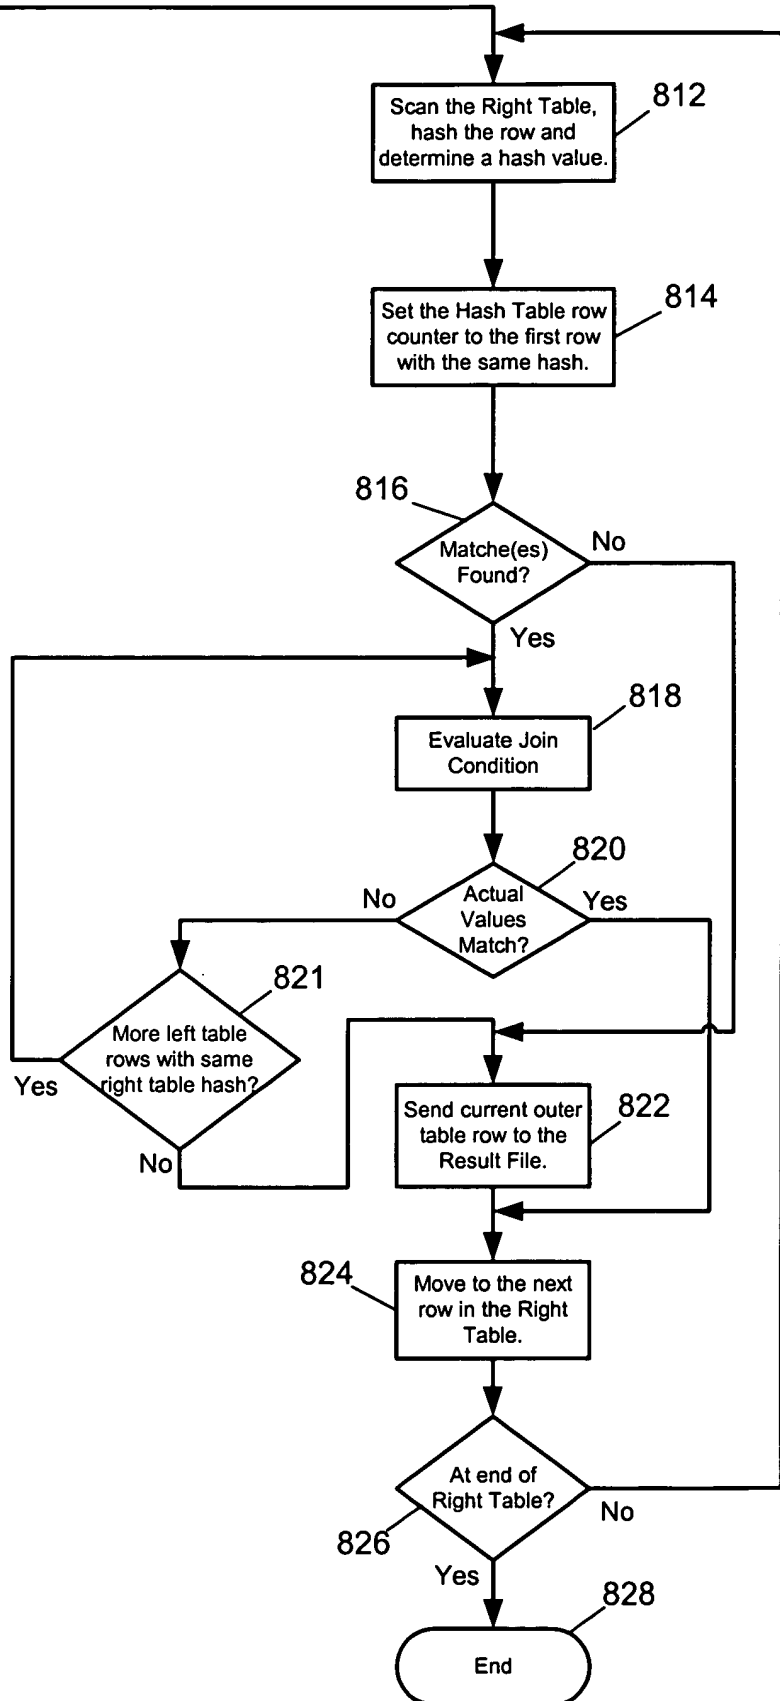 812
Scan the Right Table,
hash the row and
determine a hash value.
814
Set the Hash Table row
counter to the first row
with the same hash.
816
Matche(es)
Found?
No
Yes
818
Evaluate Join
Condition
820
No
Actual
Values
Match?
Yes
821
More left table
rows with same
right table hash?
Yes
No
Send current outer
table row to the
Result File.
822
824
Move to the next
row in the Right
Table.
At end of
Right Table?
No
826
Yes
828
End